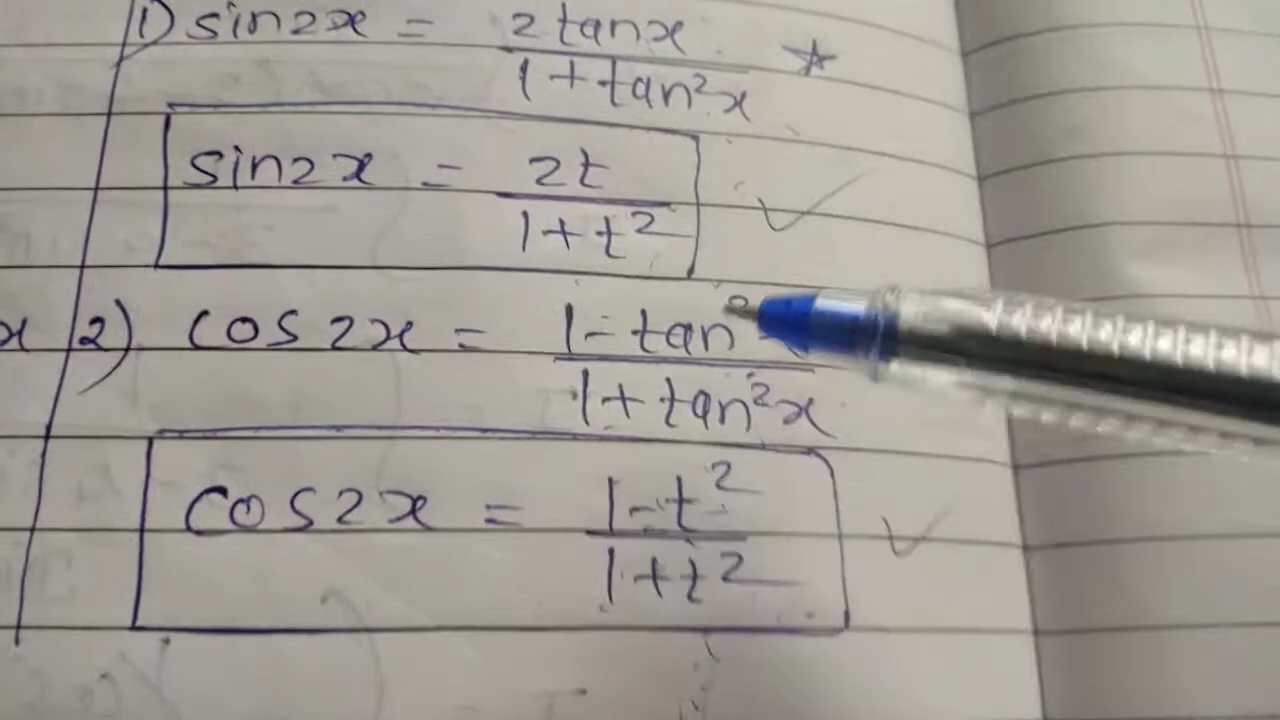 1) sin2x = 2tanx / 1+tan²x ☆
sin2x = 2t / 1+t² ✓
x 2) cos2x = 1-tan / 1+tan²x
cos2x = 1-t² / 1+t² ✓